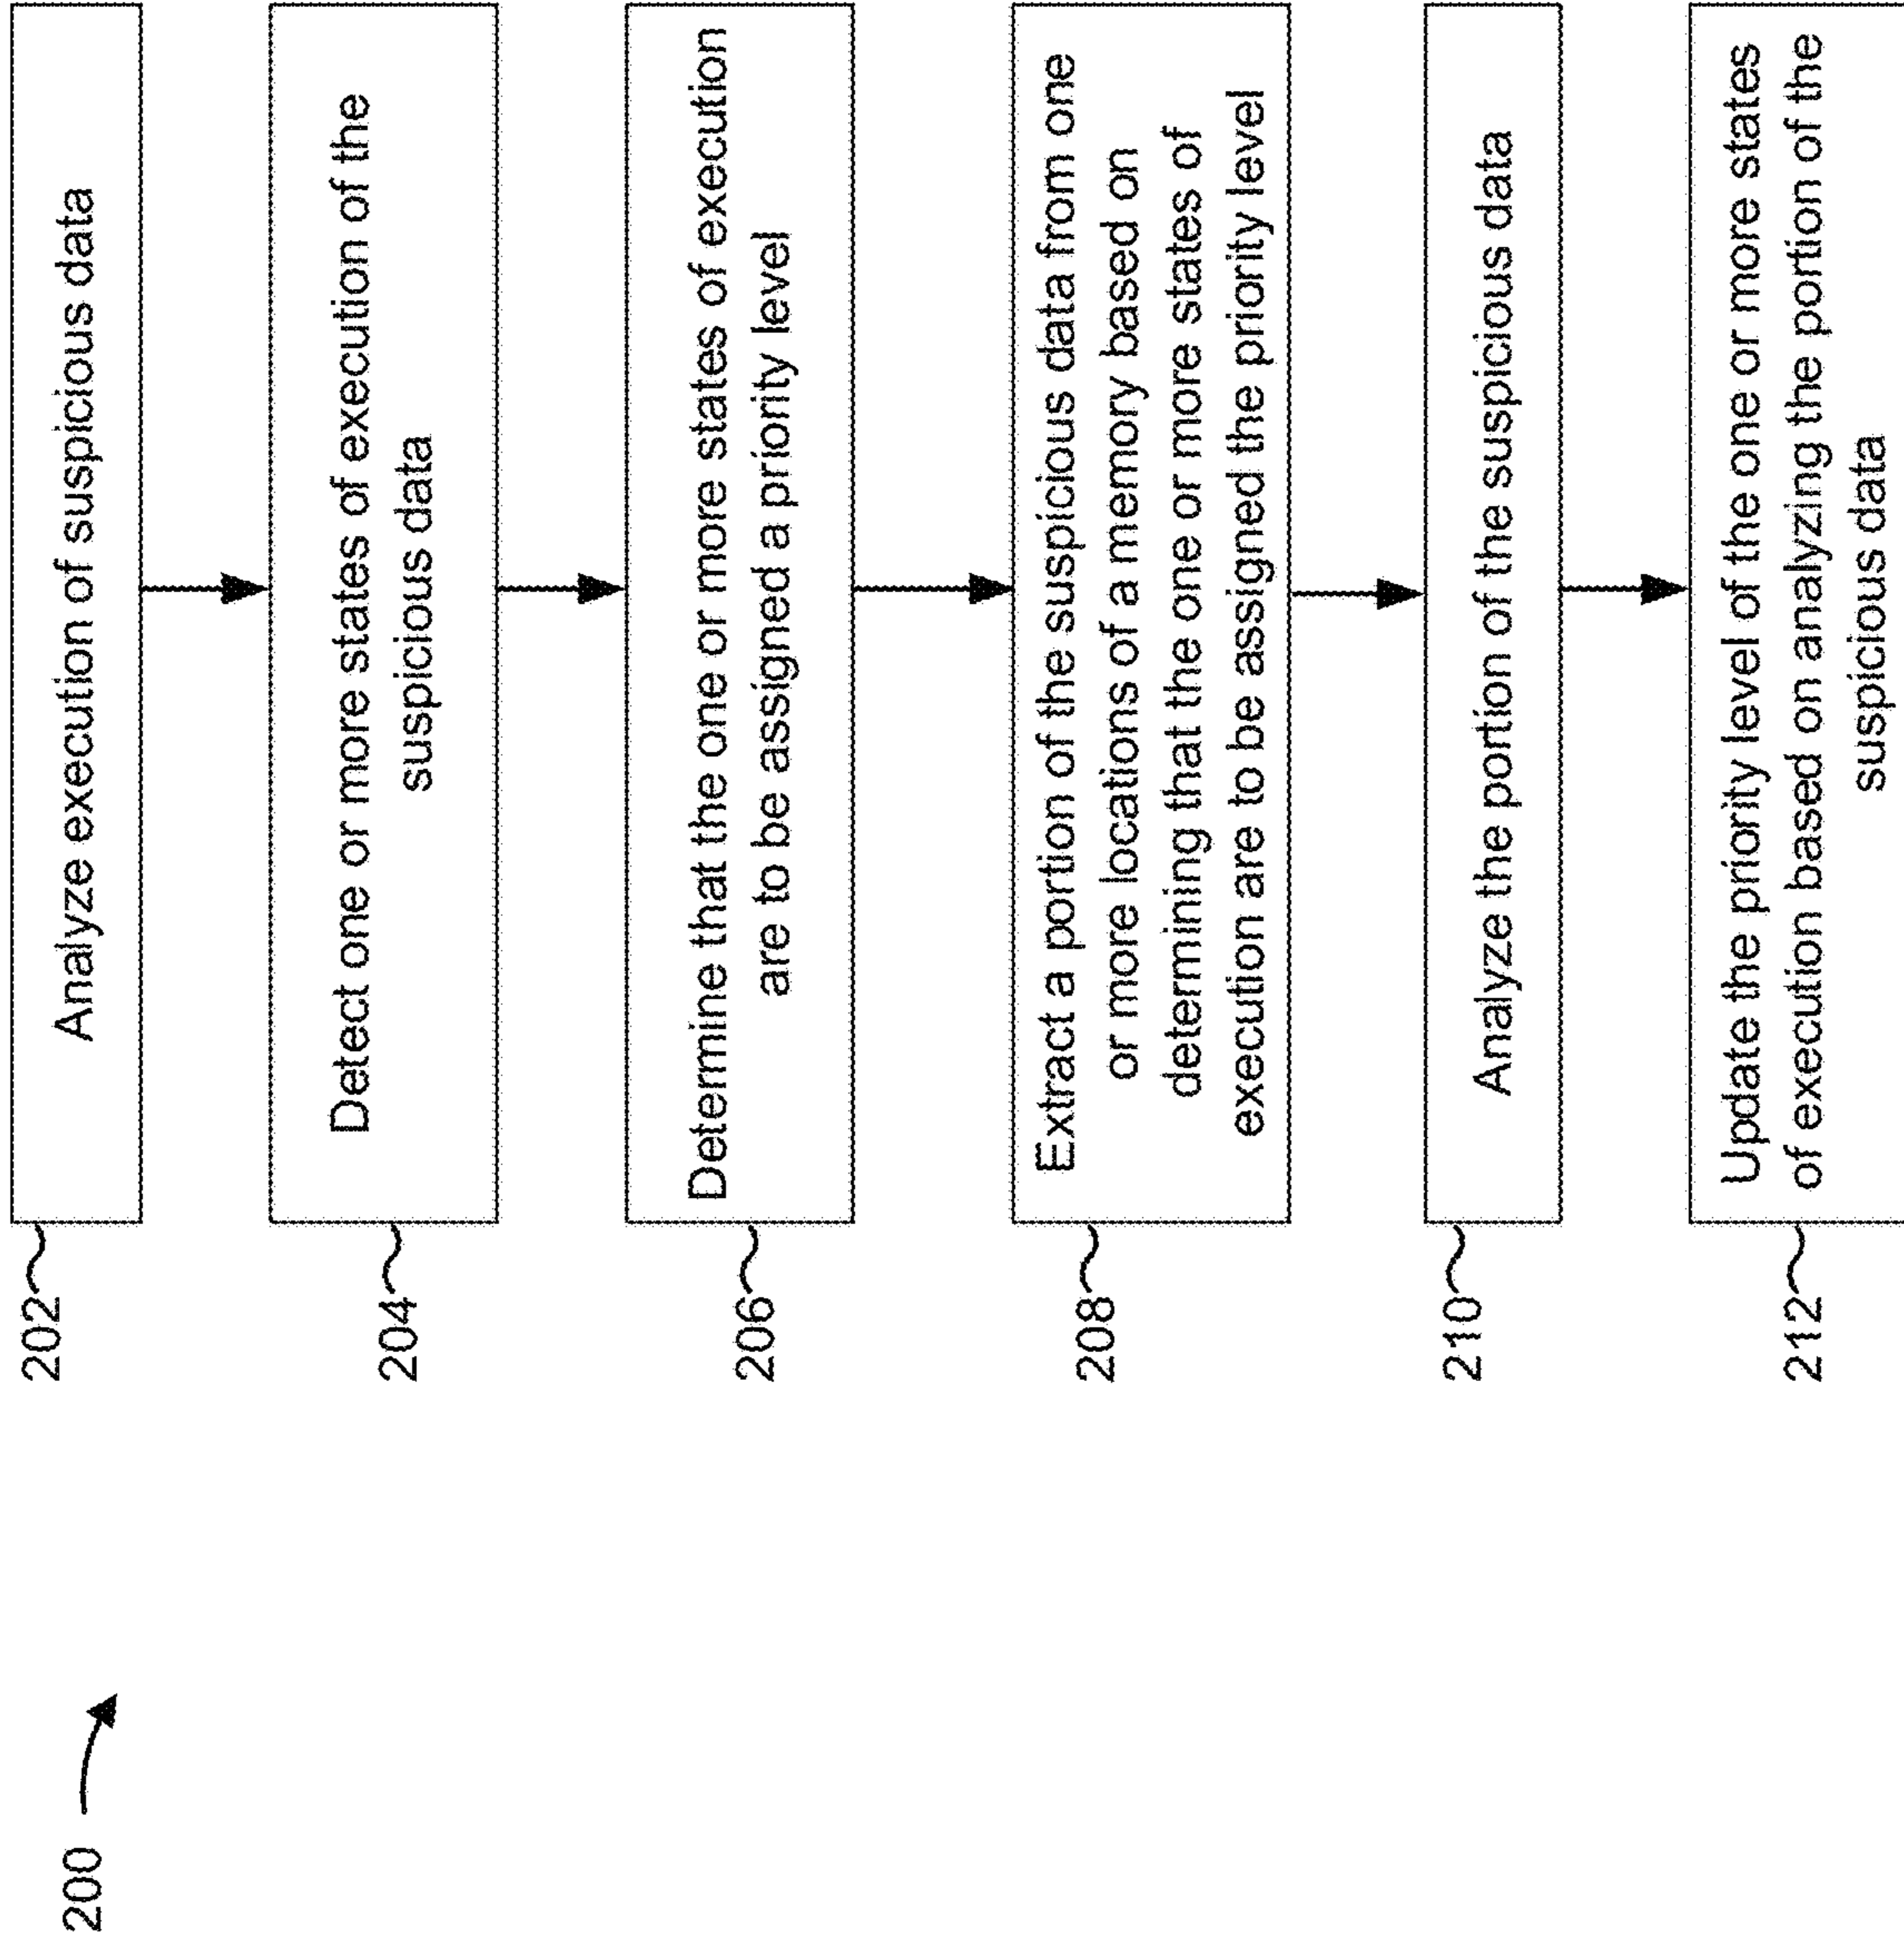 200
202
Analyze execution of suspicious data
204
Detect one or more states of execution of the
suspicious data
206
Determine that the one or more states of execution
are to be assigned a priority level
208
Extract a portion of the suspicious data from one
or more locations of a memory based on
determining that the one or more states of
execution are to be assigned the priority level
210
Analyze the portion of the suspicious data
212
Update the priority level of the one or more states
of execution based on analyzing the portion of the
suspicious data